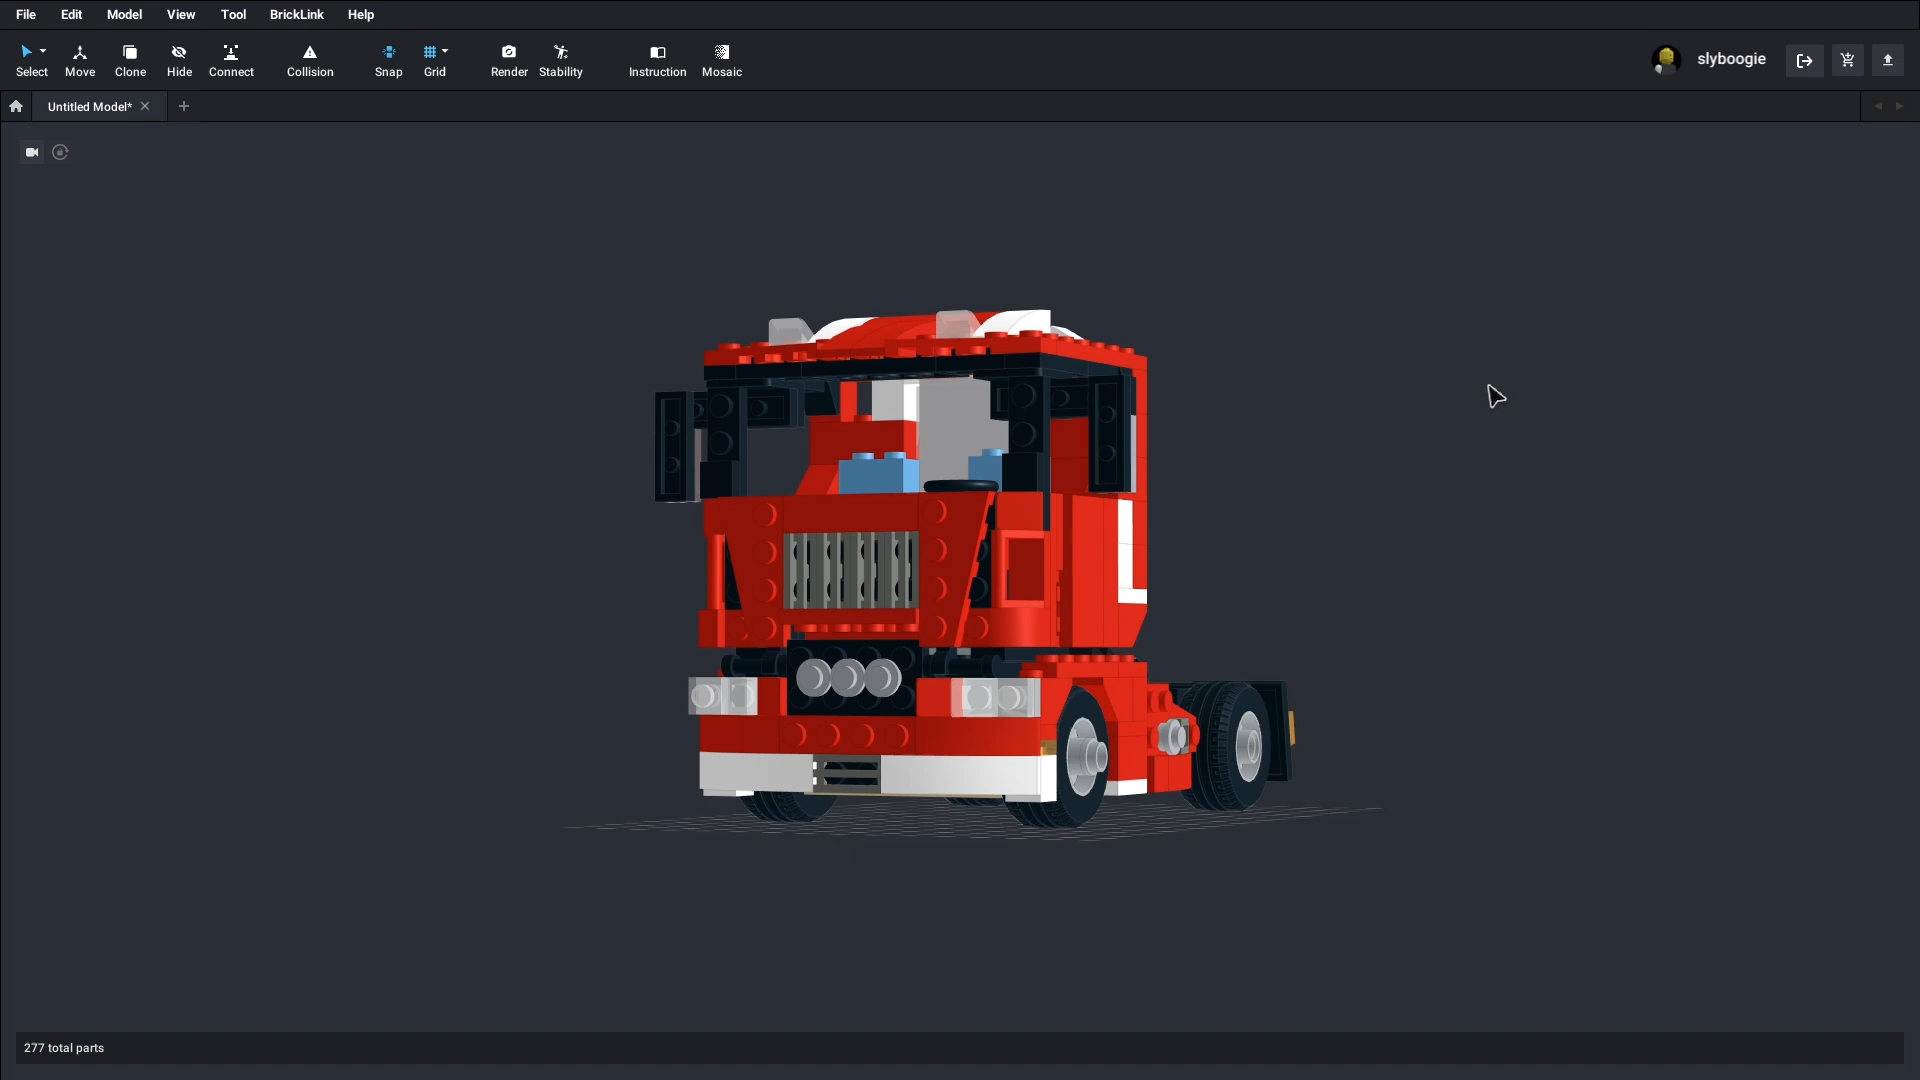 File Edit Model View Tool BrickLink Help
Select Move Clone Hide Connect Collision Snap Grid Render Stability Instruction Mosaic slyboogie
Untitled Model*
277 total parts